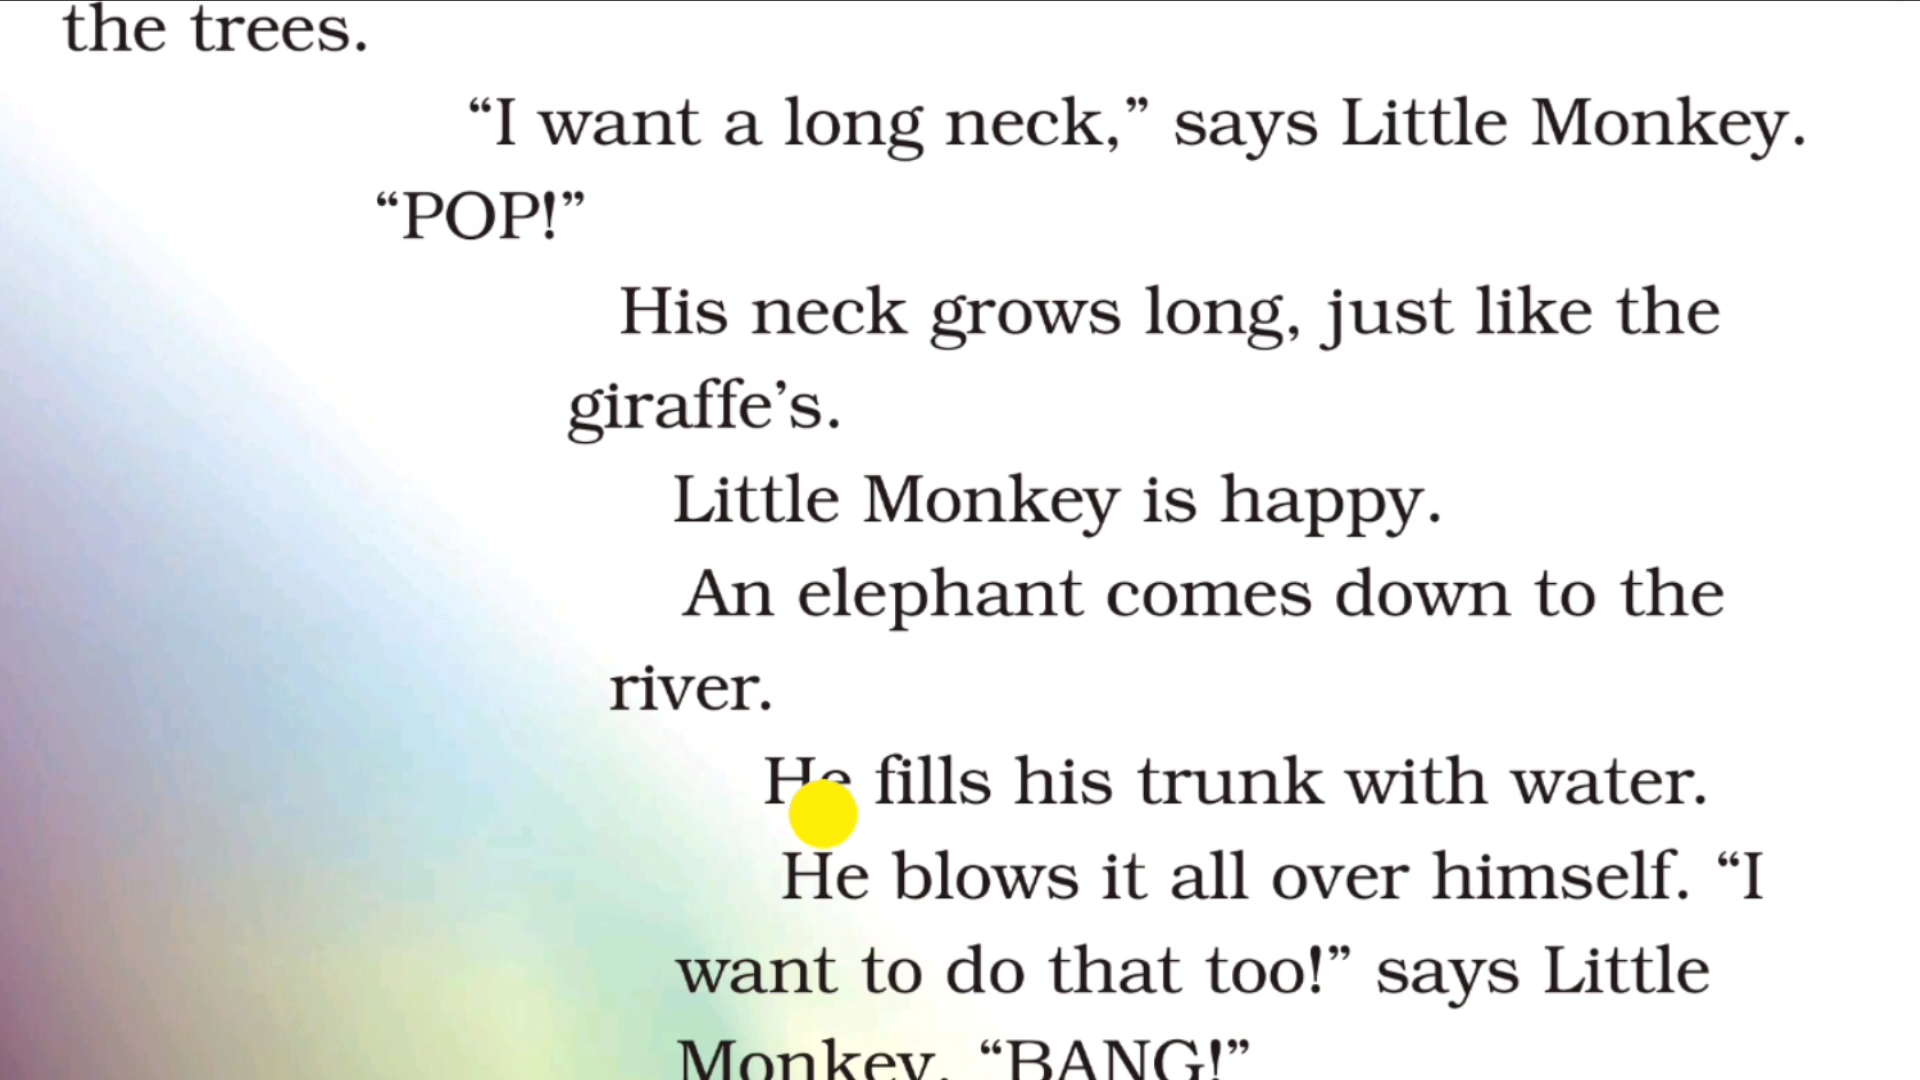 the trees.
“I want a long neck,” says Little Monkey.
“POP!”
His neck grows long, just like the
giraffe’s.
Little Monkey is happy.
An elephant comes down to the
river.
He fills his trunk with water.
He blows it all over himself. “I
want to do that too!” says Little
Monkey. “BANG!”